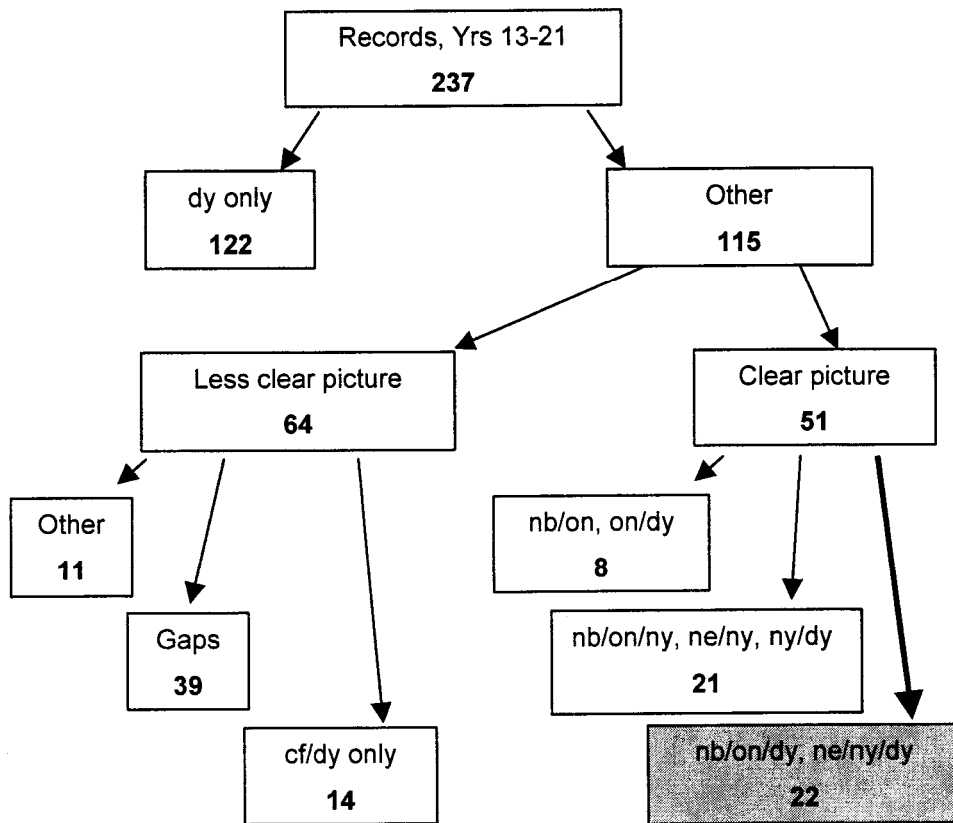 Records, Yrs 13-21
237
dy only
122
Other
115
Less clear picture
64
Clear picture
51
Other
11
nb/on, on/dy
8
Gaps
39
nb/on/ny, ne/ny, ny/dy
21
cf/dy only
14
nb/on/dy, ne/ny/dy
22